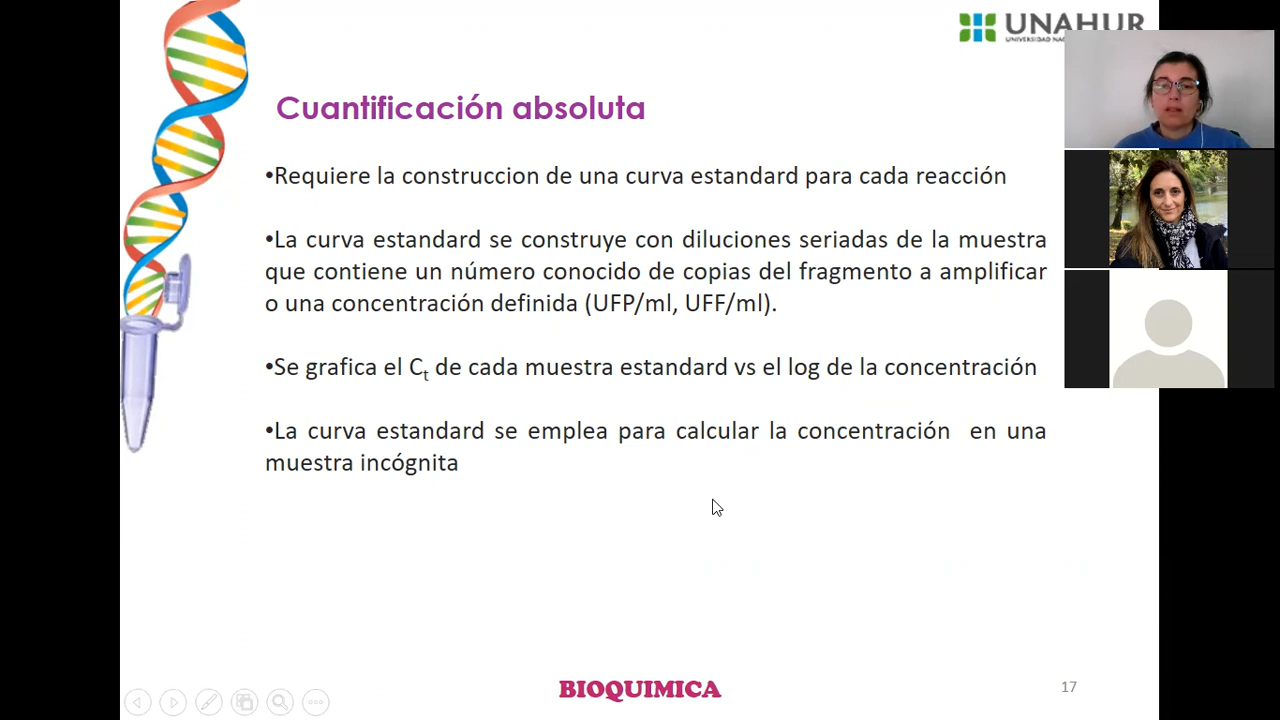 UNAHUR
Cuantificación absoluta
•Requiere la construccion de una curva estandard para cada reacción
•La curva estandard se construye con diluciones seriadas de la muestra
que contiene un número conocido de copias del fragmento a amplificar
o una concentración definida (UFP/ml, UFF/ml).
•Se grafica el Ct de cada muestra estandard vs el log de la concentración
•La curva estandard se emplea para calcular la concentración en una
muestra incógnita
BIOQUIMICA
17